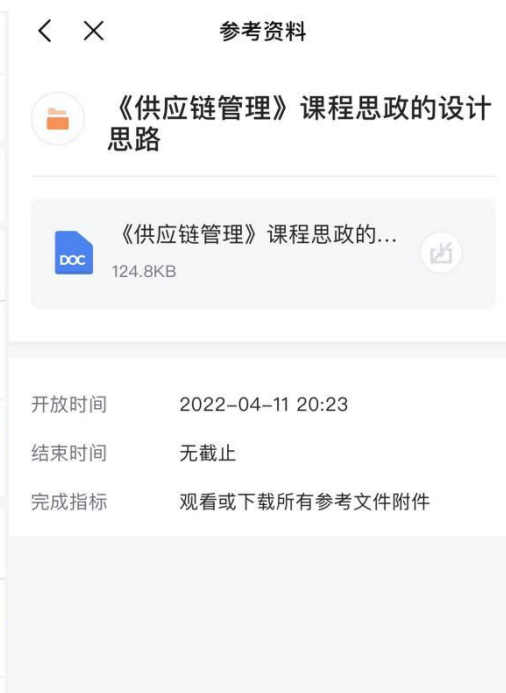 参考资料
《供应链管理》课程思政的设计
思路
《供应链管理》课程思政的...
DOC
124.8KB
开放时间 2022-04-11 20:23
结束时间 无截止
完成指标 观看或下载所有参考文件附件